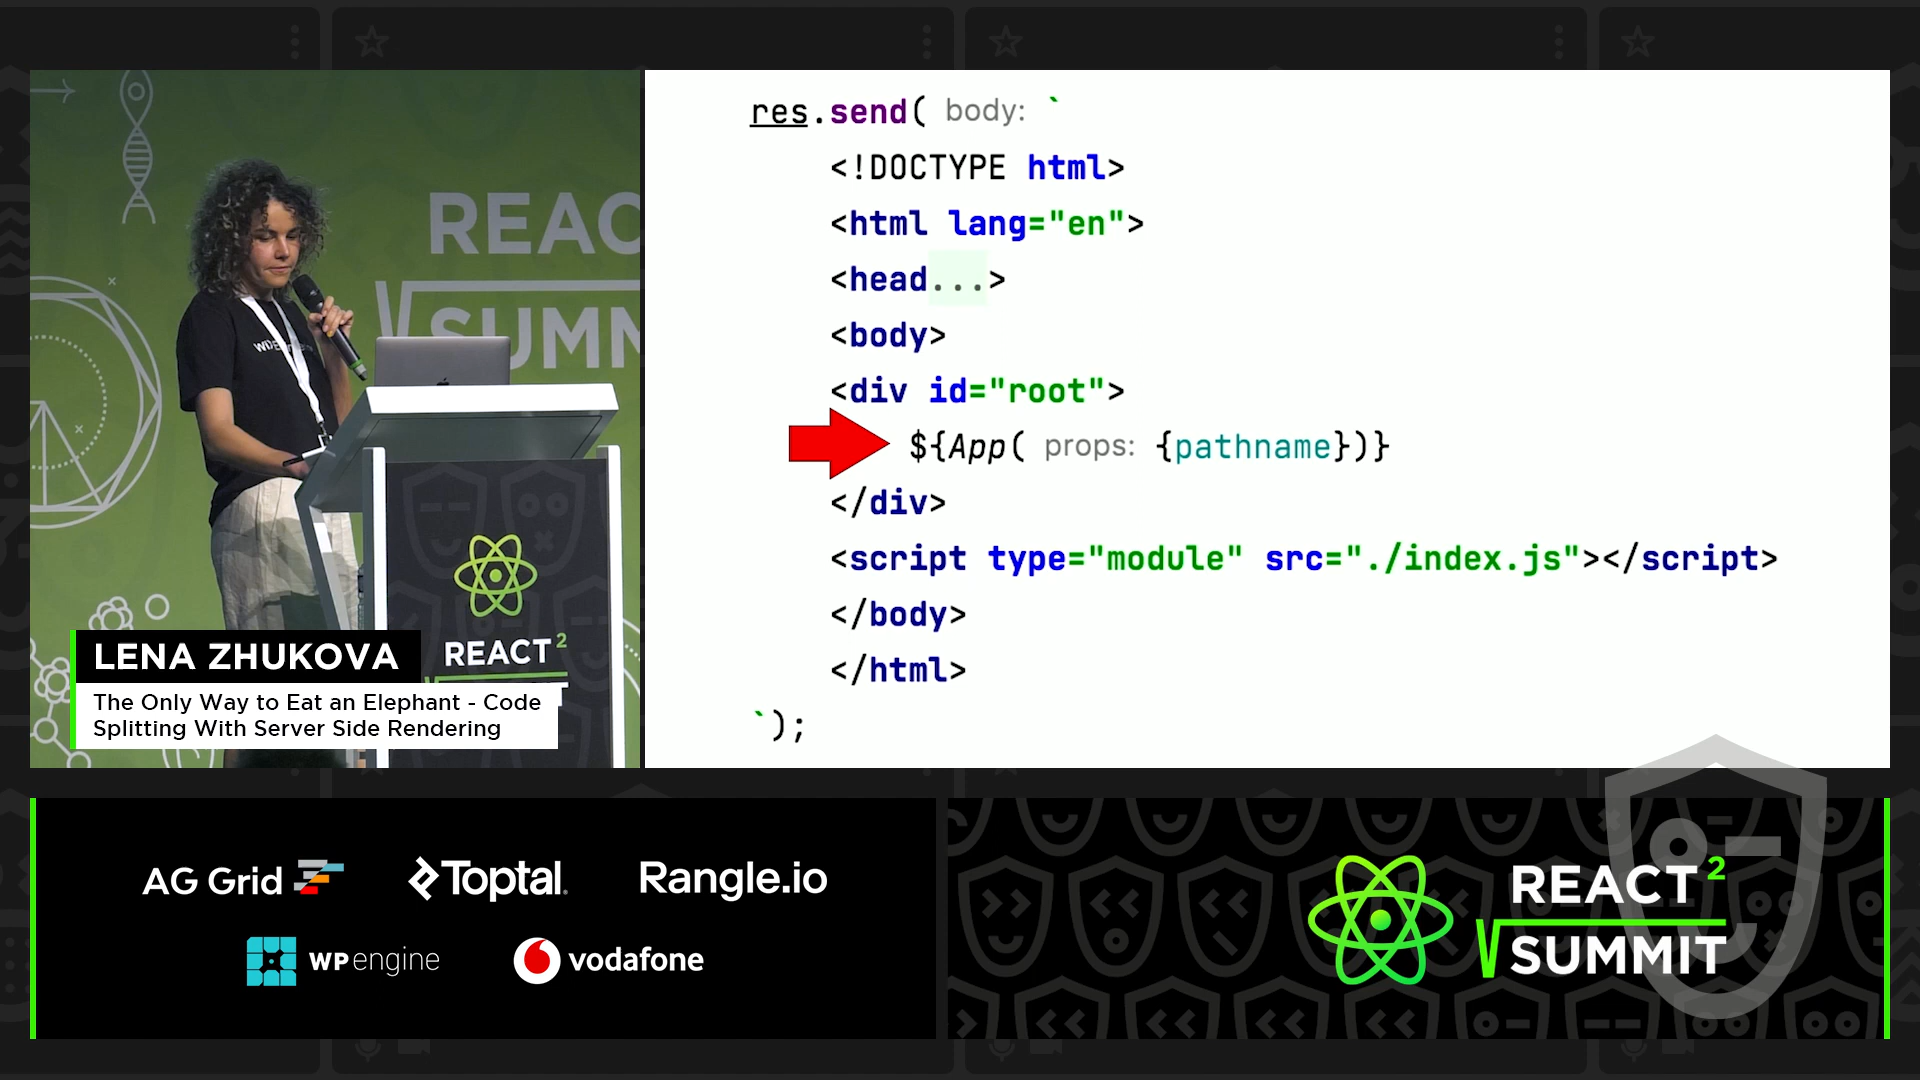 REAC
SUMM
REACT 2
LENA ZHUKOVA
The Only Way to Eat an Elephant - Code
Splitting With Server Side Rendering
res.send( body: `
<!DOCTYPE html>
<html lang="en">
<head...>
<body>
<div id="root">
${App( props: {pathname})}
</div>
<script type="module" src="./index.js"></script>
</body>
</html>
`);
AG Grid
Toptal.
Rangle.io
WP engine
vodafone
REACT 2
SUMMIT